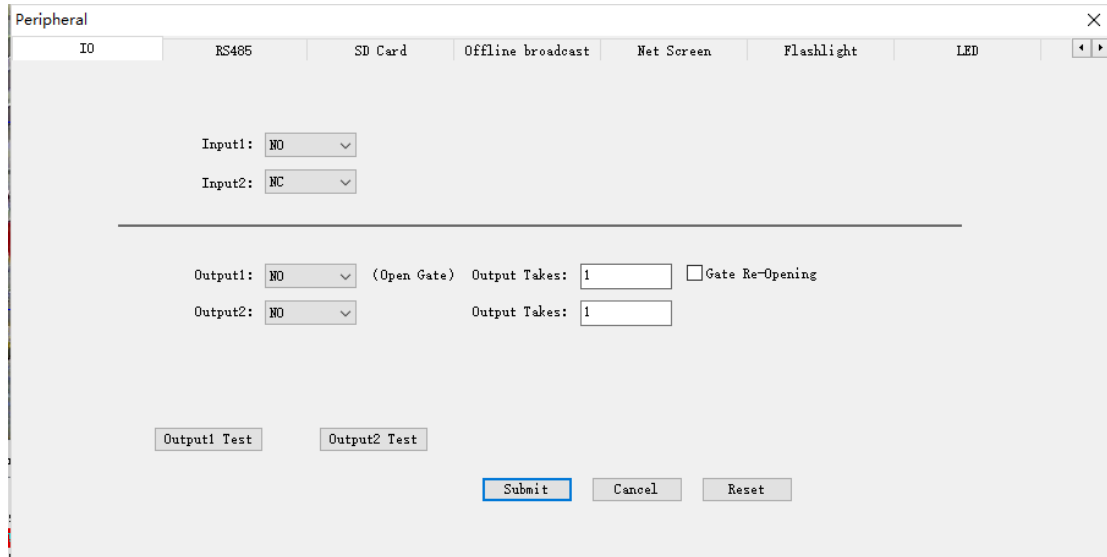 Peripheral
IO RS485 SD Card Offline broadcast Net Screen Flashlight LED
Input1: NO
Input2: NC
Output1: NO (Open Gate) Output Takes: 1 Gate Re-Opening
Output2: NO Output Takes: 1
Output1 Test Output2 Test
Submit Cancel Reset